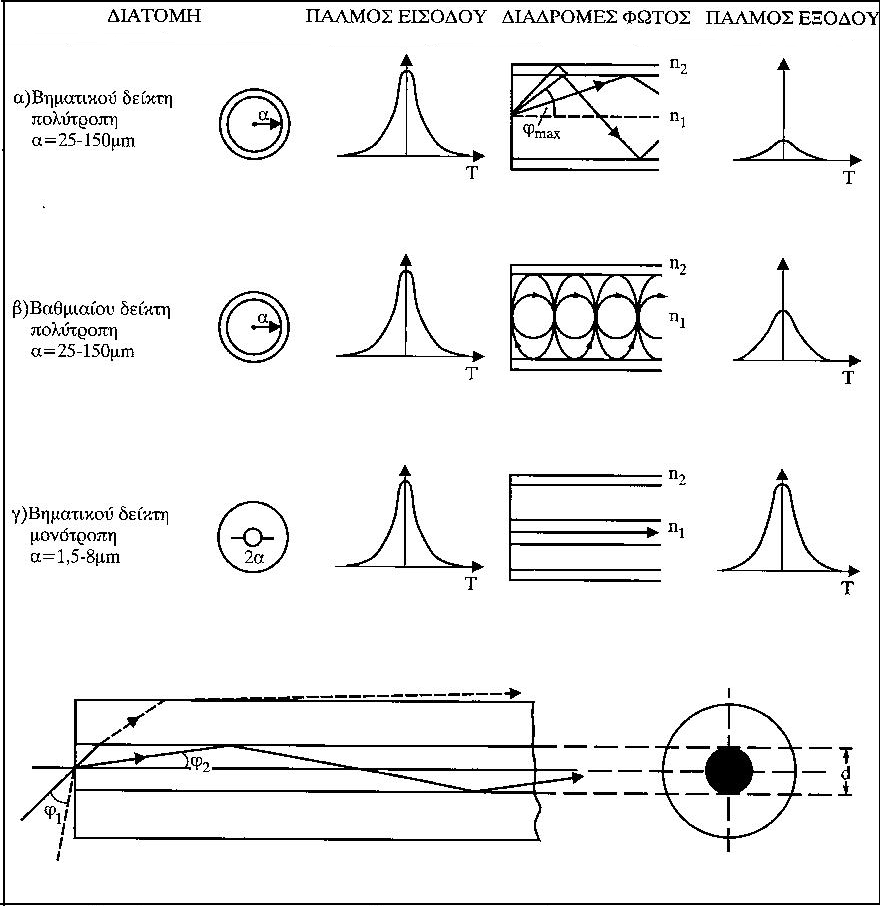 ΔΙΑΤΟΜΗ ΠΑΛΜΟΣ ΕΙΣΟΔΟΥ ΔΙΑΔΡΟΜΕΣ ΦΩΤΟΣ ΠΑΛΜΟΣ ΕΞΟΔΟΥ
α)Βηματικού δείκτη
πολύτροπη
α=25-150μm
α
T
n2
n1
φmax
T
β)Βαθμιαίου δείκτη
πολύτροπη
α=25-150μm
α
T
n2
n1
T
γ)Βηματικού δείκτη
μονότροπη
α=1,5-8μm
2α
T
n2
n1
T
φ2
φ1
d